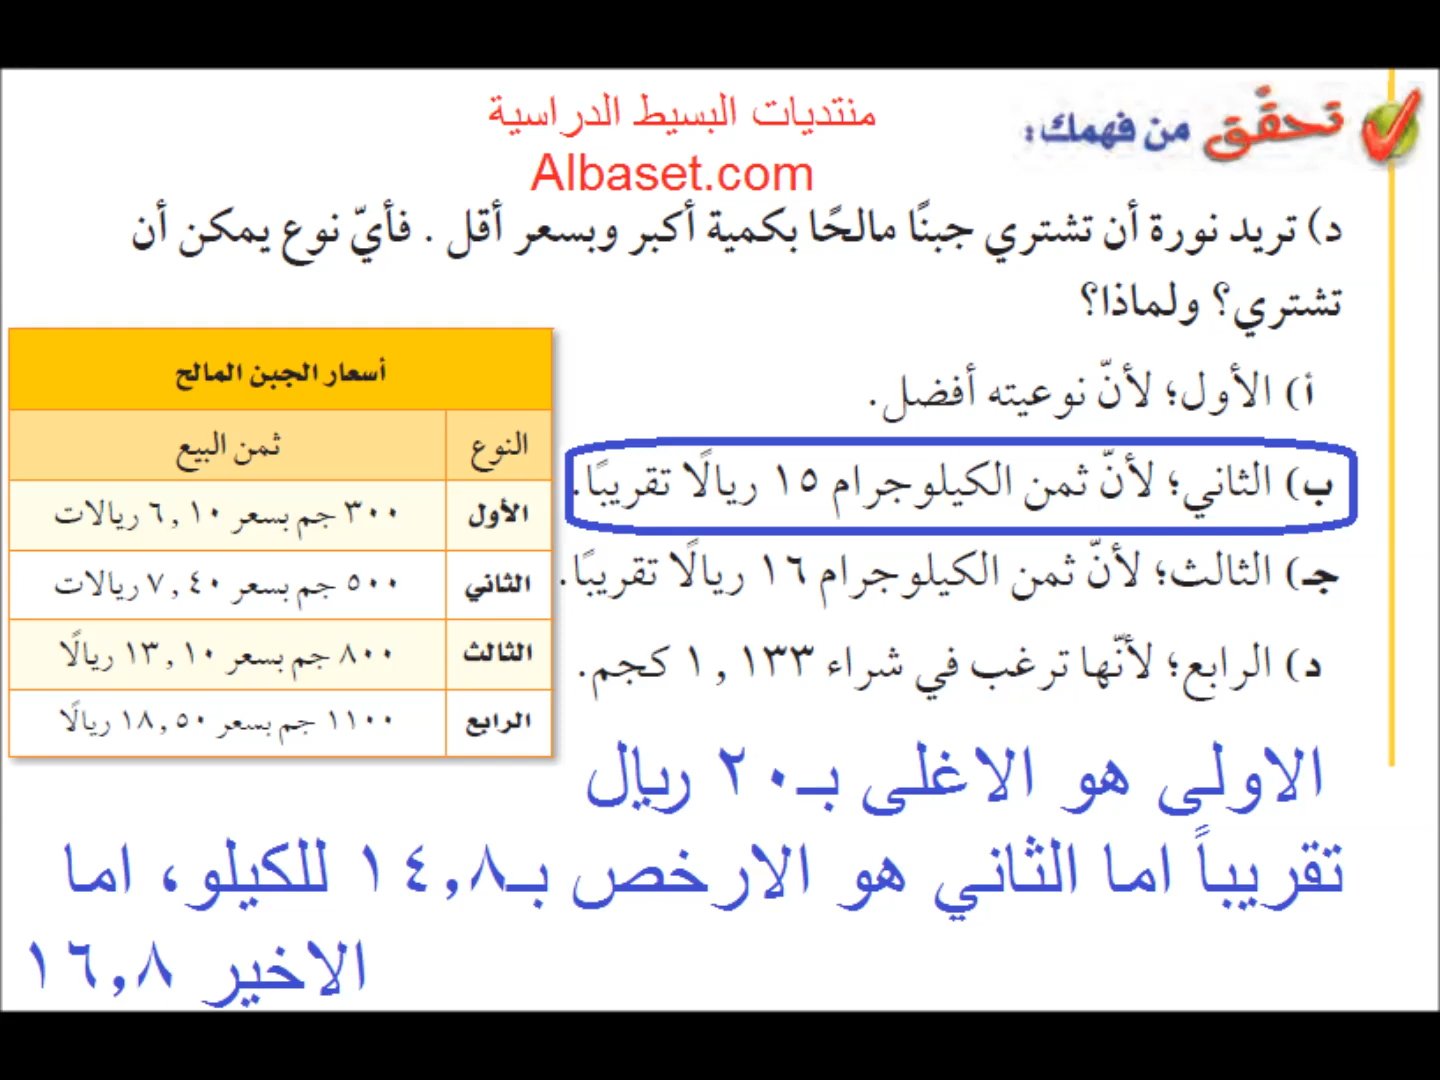 تحقّق من فهمك:
منتديات البسيط الدراسية
Albaset.com
د) تريد نورة أن تشتري جبنًا مالحًا بكمية أكبر وبسعر أقل . فأيّ نوع يمكن أن
تشتري؟ ولماذا؟
أ) الأول؛ لأنّ نوعيته أفضل.
ب) الثاني؛ لأنّ ثمن الكيلوجرام ١٥ ريالًا تقريبًا.
جـ) الثالث؛ لأنّ ثمن الكيلوجرام ١٦ ريالًا تقريبًا.
د) الرابع؛ لأنّها ترغب في شراء ١,١٣٣ كجم.
أسعار الجبن المالح
النوع ثمن البيع
الأول ٣٠٠ جم بسعر ٦,١٠ ريالات
الثاني ٥٠٠ جم بسعر ٧,٤٠ ريالات
الثالث ٨٠٠ جم بسعر ١٣,١٠ ريالًا
الرابع ١١٠٠ جم بسعر ١٨,٥٠ ريالًا
الاولى هو الاغلى بـ٢٠ ريال
تقريباً اما الثاني هو الارخص بـ١٤,٨ للكيلو، اما
الاخير ١٦,٨